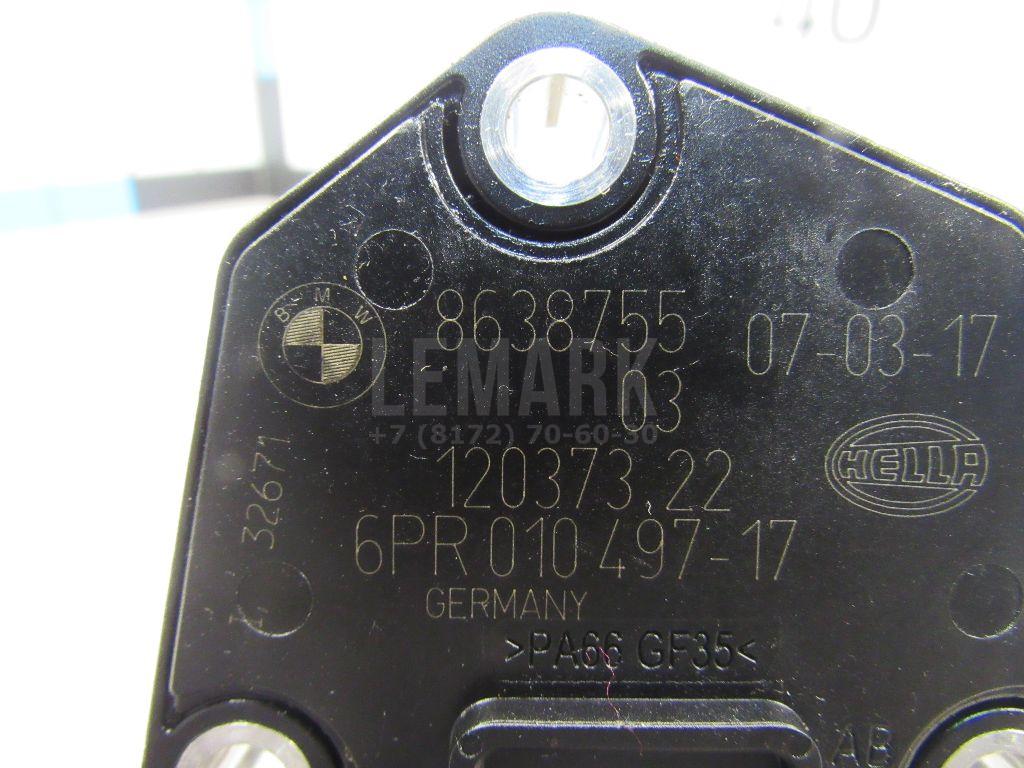 BMW
8638755
07-03-17
03
LEMARK
+7 (8172) 70-60-30
HELLA
120373.22
32671
6PR 010 497-17
GERMANY
>PA66 GF35<
AB